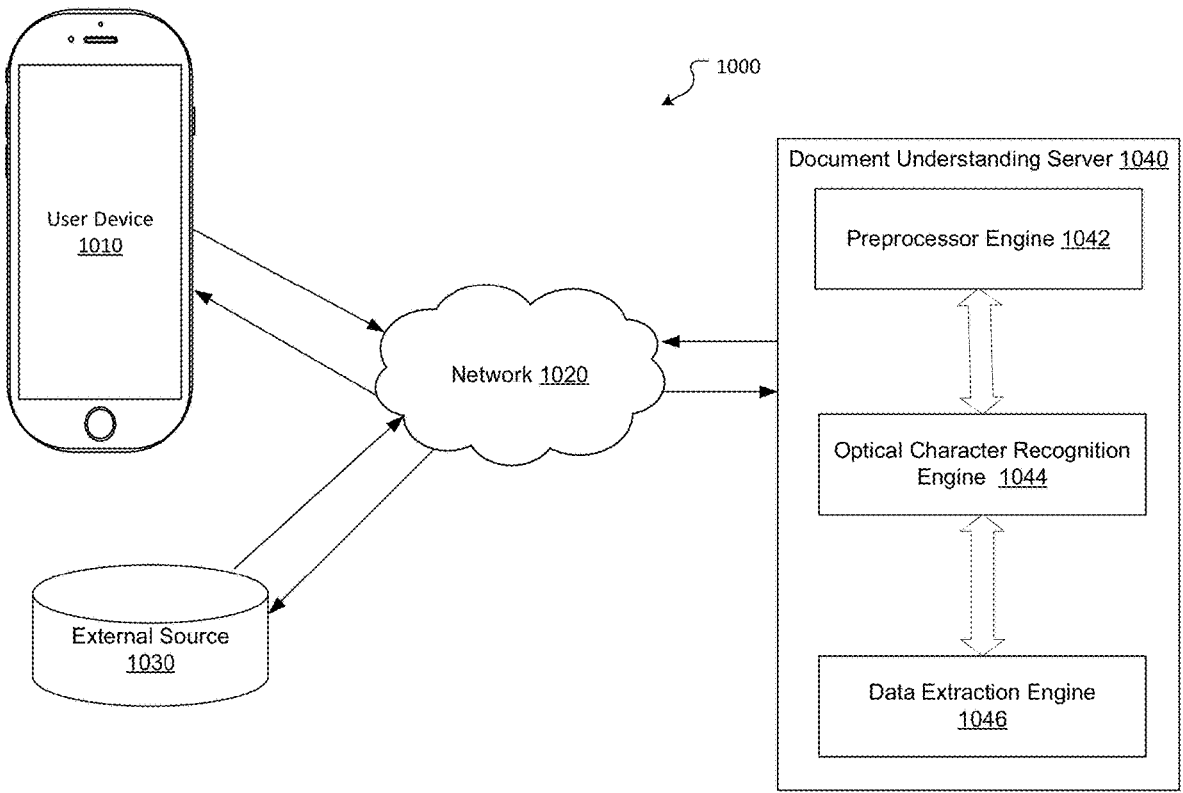 1000
User Device
1010
Document Understanding Server 1040
Preprocessor Engine 1042
Network 1020
Optical Character Recognition
Engine 1044
External Source
1030
Data Extraction Engine
1046